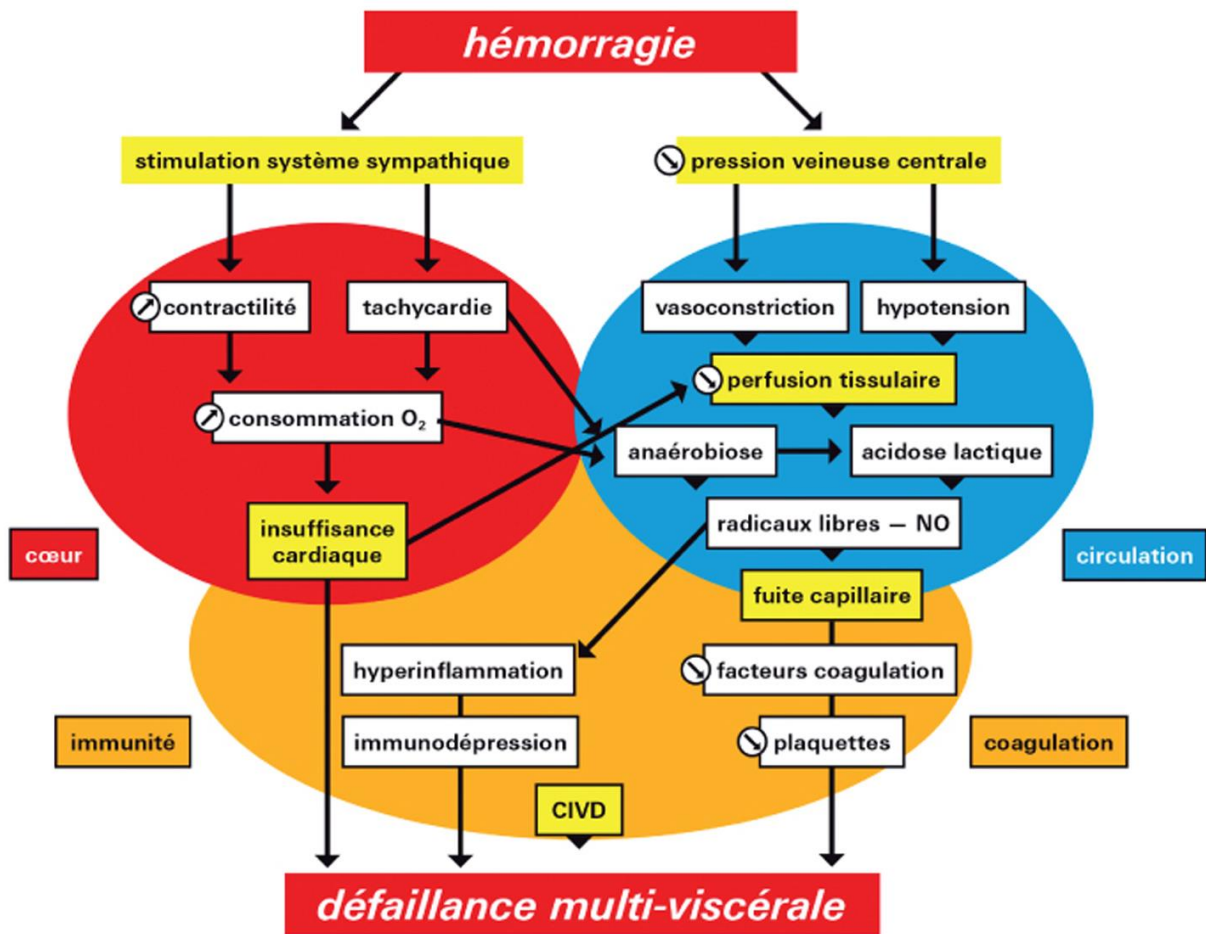 hémorragie
stimulation système sympathique
pression veineuse centrale
contractilité
tachycardie
vasoconstriction
hypotension
perfusion tissulaire
consommation O₂
anaérobiose
acidose lactique
insuffisance
cardiaque
radicaux libres — NO
cœur
circulation
fuite capillaire
hyperinflammation
facteurs coagulation
immunité
immunodépression
plaquettes
coagulation
CIVD
défaillance multi-viscérale